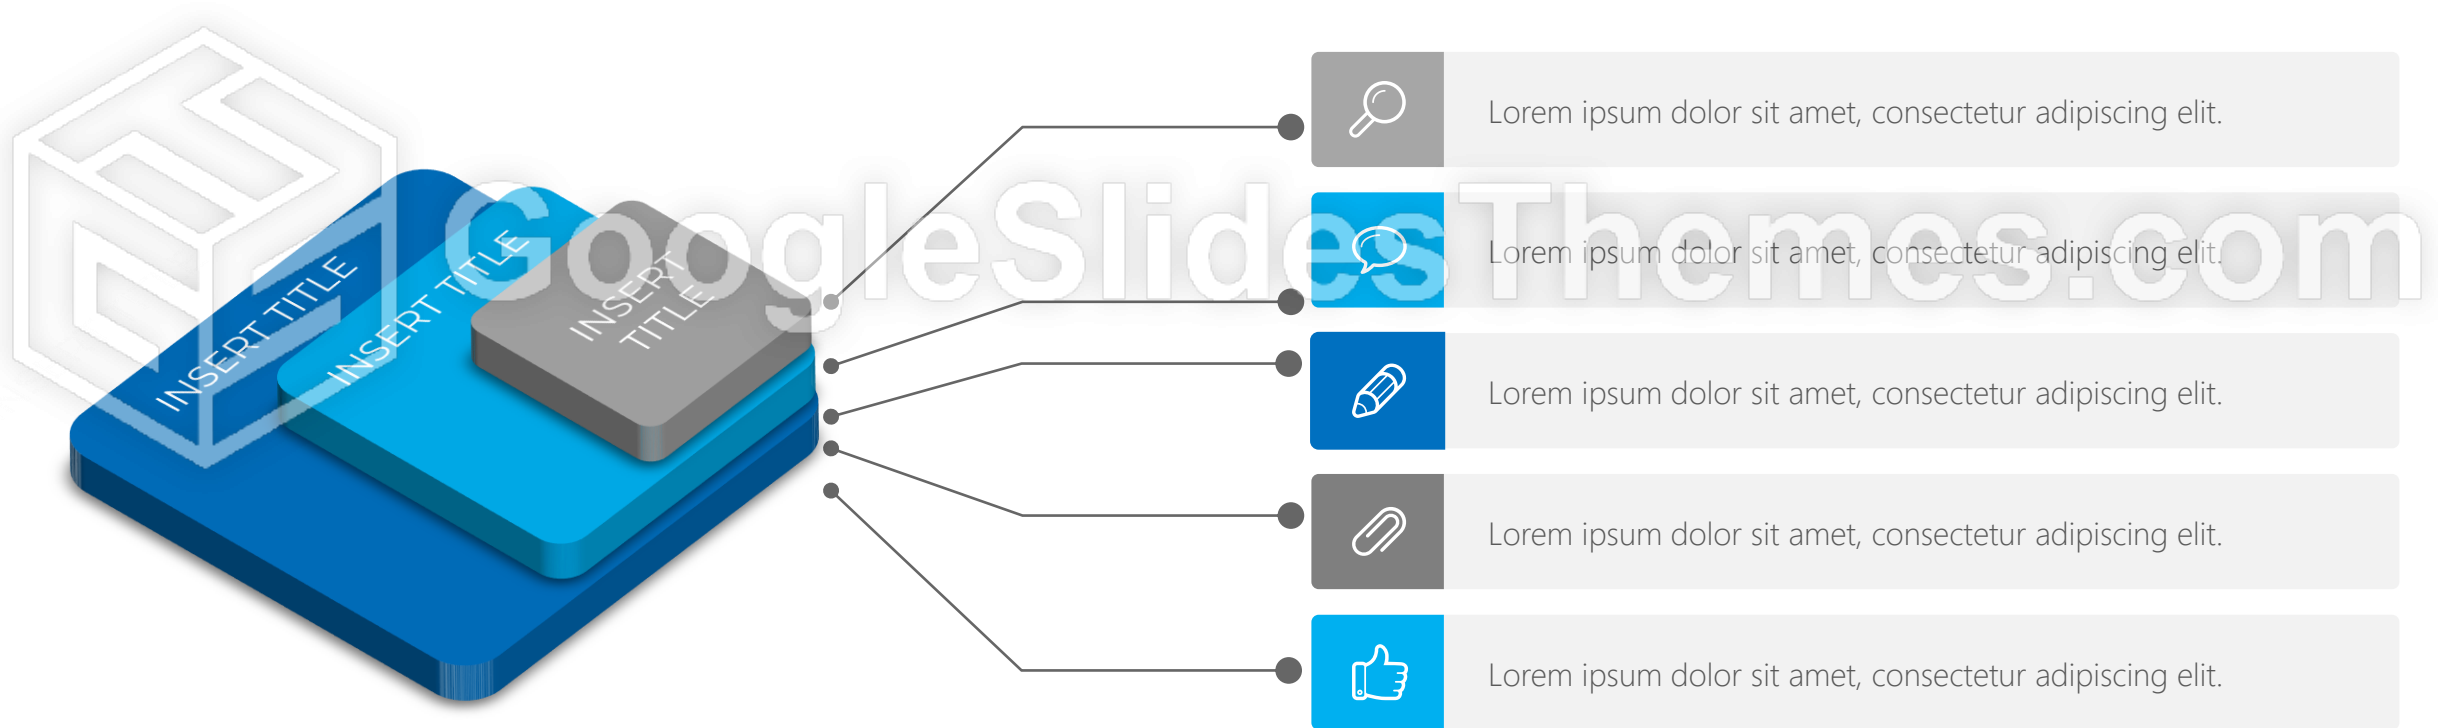 INSERT TITLE
INSERT TITLE
INSERT
TITLE
Lorem ipsum dolor sit amet, consectetur adipiscing elit.
GoogleSlidesThemes.com
Lorem ipsum dolor sit amet, consectetur adipiscing elit.
Lorem ipsum dolor sit amet, consectetur adipiscing elit.
Lorem ipsum dolor sit amet, consectetur adipiscing elit.
Lorem ipsum dolor sit amet, consectetur adipiscing elit.